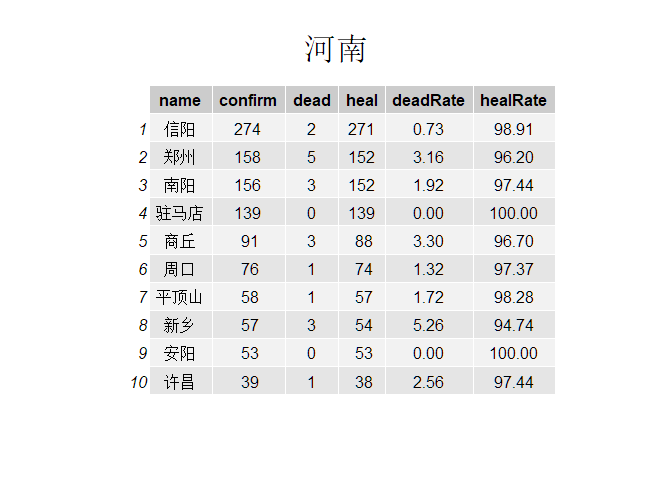 河南
name confirm dead heal deadRate healRate
1 信阳 274 2 271 0.73 98.91
2 郑州 158 5 152 3.16 96.20
3 南阳 156 3 152 1.92 97.44
4 驻马店 139 0 139 0.00 100.00
5 商丘 91 3 88 3.30 96.70
6 周口 76 1 74 1.32 97.37
7 平顶山 58 1 57 1.72 98.28
8 新乡 57 3 54 5.26 94.74
9 安阳 53 0 53 0.00 100.00
10 许昌 39 1 38 2.56 97.44